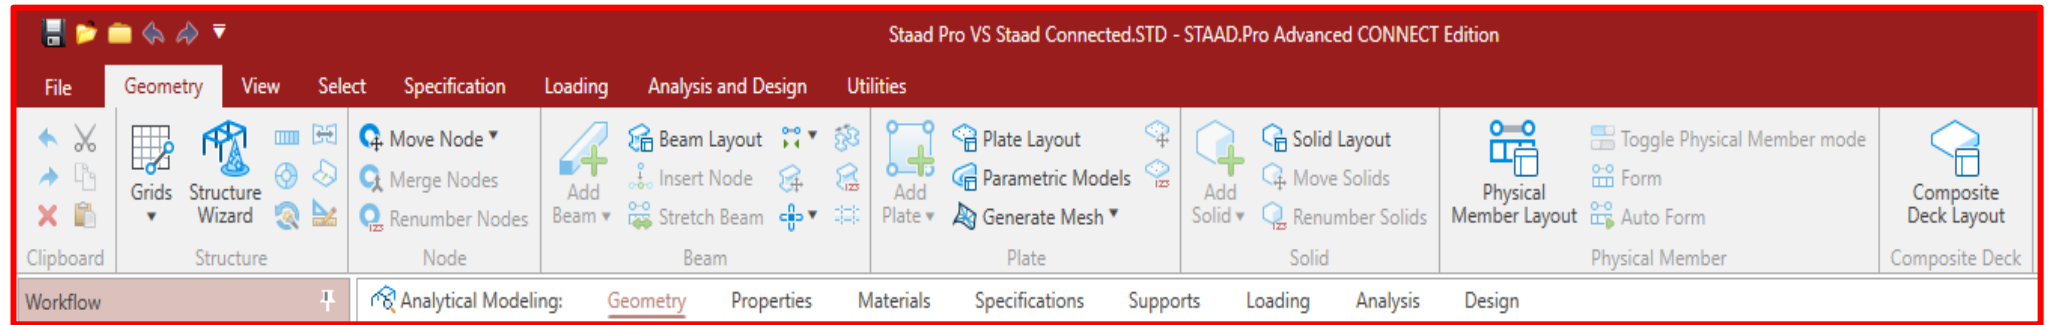 Staad Pro VS Staad Connected.STD - STAAD.Pro Advanced CONNECT Edition
File Geometry View Select Specification Loading Analysis and Design Utilities
Grids
Structure
Wizard
Structure
Clipboard
Move Node
Merge Nodes
Renumber Nodes
Node
Add
Beam
Beam Layout
Insert Node
Stretch Beam
Beam
Add
Plate
Plate Layout
Parametric Models
Generate Mesh
Plate
Add
Solid
Solid Layout
Move Solids
Renumber Solids
Solid
Physical
Member Layout
Toggle Physical Member mode
Form
Auto Form
Physical Member
Composite
Deck Layout
Composite Deck
Workflow
Analytical Modeling: Geometry Properties Materials Specifications Supports Loading Analysis Design